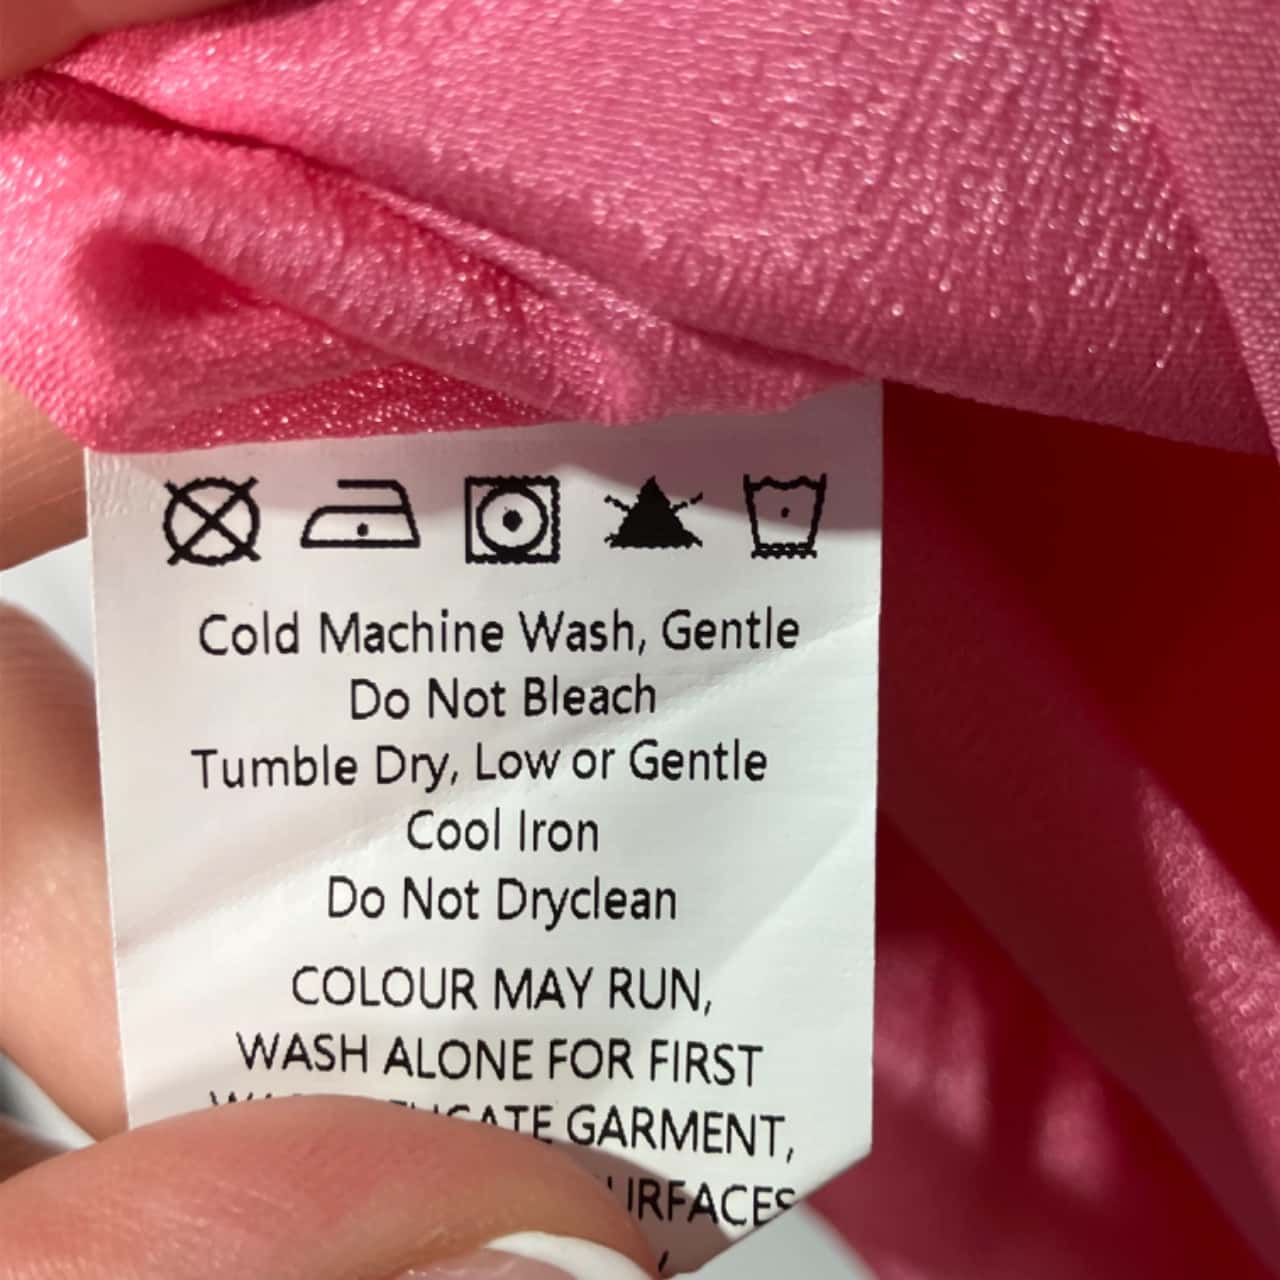 Cold Machine Wash, Gentle
Do Not Bleach
Tumble Dry, Low or Gentle
Cool Iron
Do Not Dryclean
COLOUR MAY RUN,
WASH ALONE FOR FIRST
GARMENT,